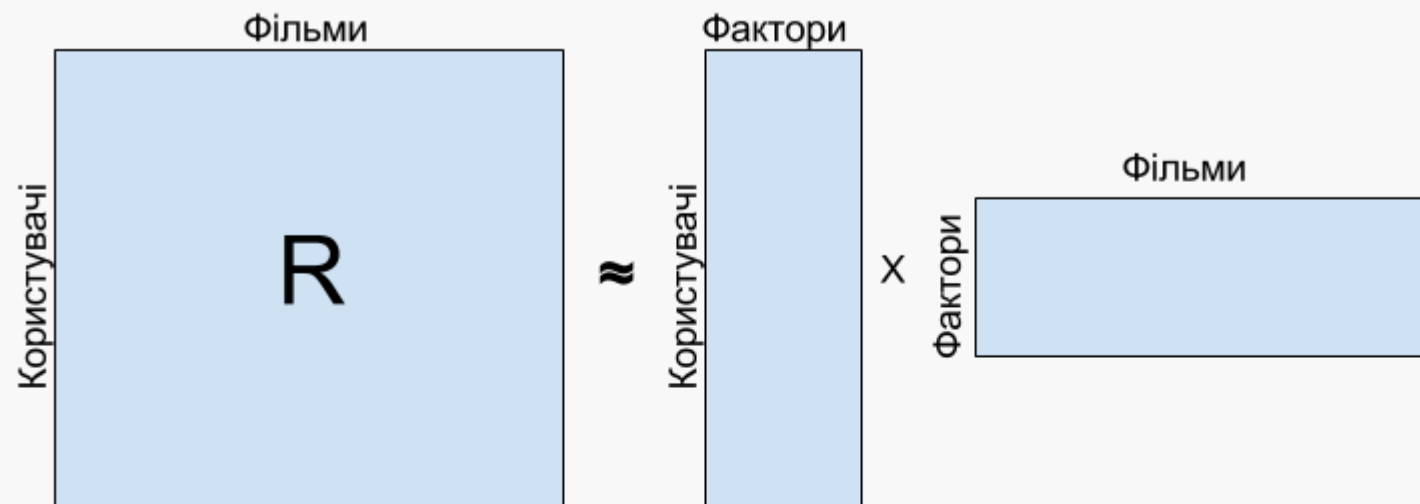 Фільми
Користувачі
R
≈
Фактори
Користувачі
X
Фільми
Фактори